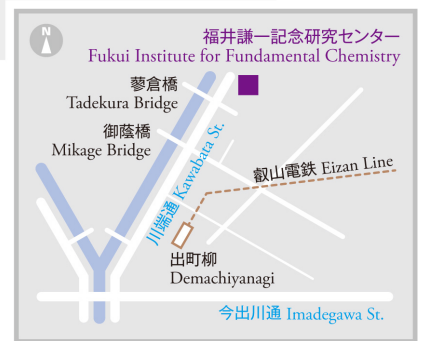 N
福井謙一記念研究センター
Fukui Institute for Fundamental Chemistry
蓼倉橋
Tadekura Bridge
御蔭橋
Mikage Bridge
川端通 Kawabata St.
叡山電鉄 Eizan Line
出町柳
Demachiyanagi
今出川通 Imadegawa St.